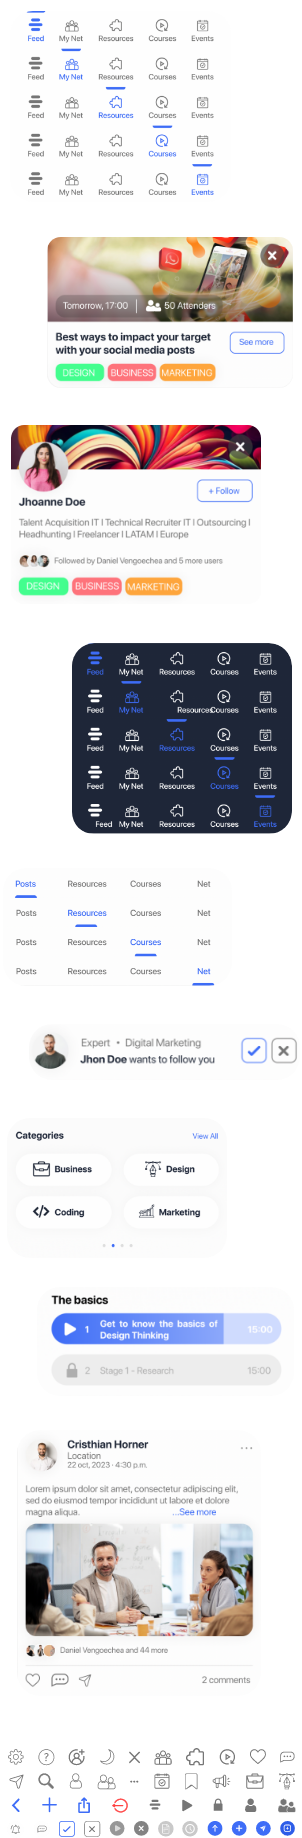 Feed My Net Resources Courses Events
Feed My Net Resources Courses Events
Feed My Net Resources Courses Events
Feed My Net Resources Courses Events
Feed My Net Resources Courses Events
Tomorrow, 17:00 50 Attenders
Best ways to impact your target
with your social media posts
See more
DESIGN BUSINESS MARKETING
Jhoanne Doe
+ Follow
Talent Acquisition IT I Technical Recruiter IT I Outsourcing I
Headhunting I Freelancer I LATAM I Europe
Followed by Daniel Vengoechea and 5 more users
DESIGN BUSINESS MARKETING
Feed My Net Resources Courses Events
Feed My Net Resources Courses Events
Feed My Net Resources Courses Events
Feed My Net Resources Courses Events
Feed My Net Resources Courses Events
Posts Resources Courses Net
Posts Resources Courses Net
Posts Resources Courses Net
Posts Resources Courses Net
Expert • Digital Marketing
Jhon Doe wants to follow you
Categories View All
Business Design
Coding Marketing
The basics
1 Get to know the basics of
Design Thinking
15:00
2 Stage 1 - Research 15:00
Cristhian Horner
Location
22 oct, 2023 · 4:30 p.m.
Lorem ipsum dolor sit amet, consectetur adipiscing elit,
sed do eiusmod tempor incididunt ut labore et dolore
magna aliqua. ...See more
Daniel Vengoechea and 44 more
2 comments